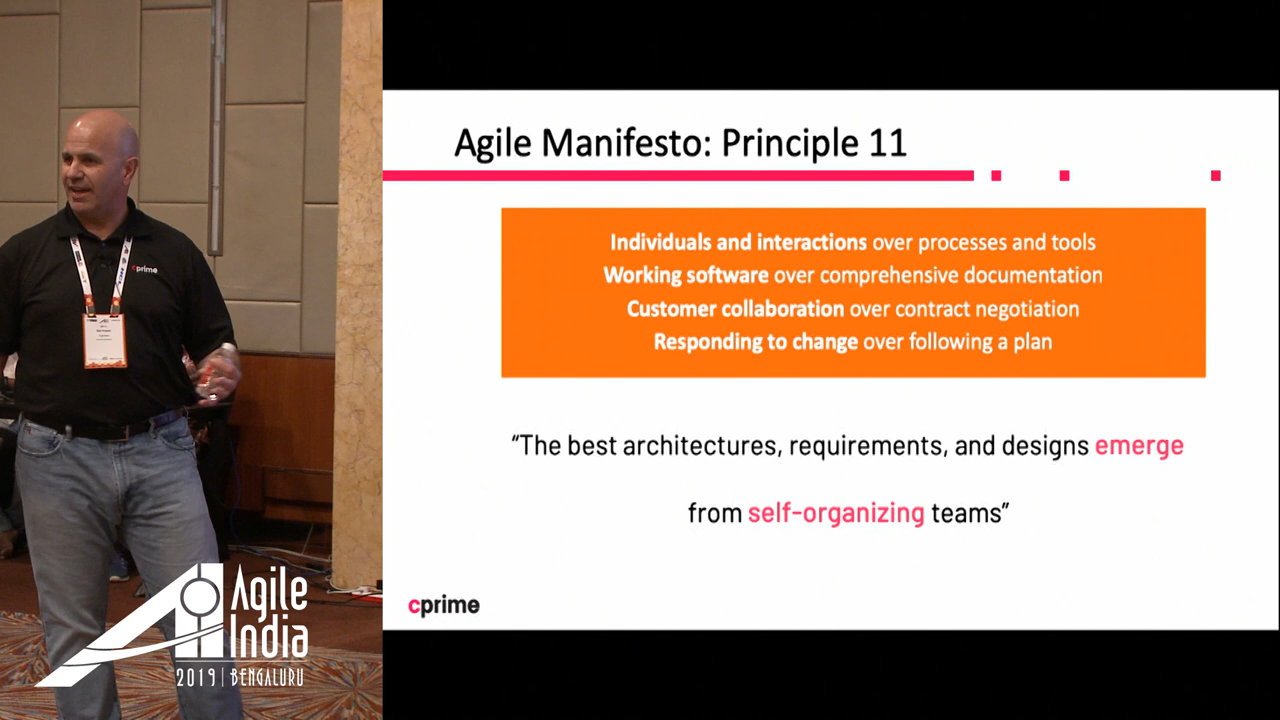 cprime
Agile
India
2019 | BENGALURU
Agile Manifesto: Principle 11
Individuals and interactions over processes and tools
Working software over comprehensive documentation
Customer collaboration over contract negotiation
Responding to change over following a plan
“The best architectures, requirements, and designs emerge
from self-organizing teams”
cprime